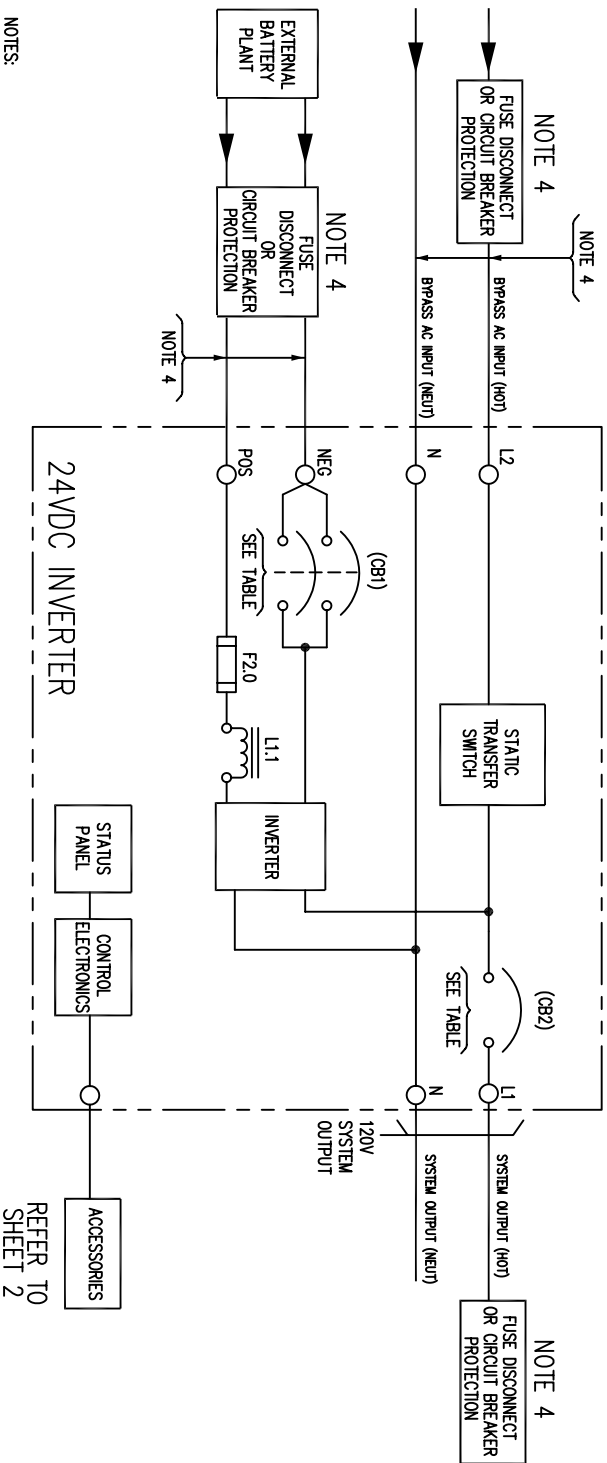 NOTE 4
FUSE DISCONNECT
OR CIRCUIT BREAKER
PROTECTION
NOTE 4
BYPASS AC INPUT (HOT)
BYPASS AC INPUT (NEUT)
L2
N
STATIC
TRANSFER
SWITCH
(CB2)
SEE TABLE
L1
N
SYSTEM OUTPUT (HOT)
SYSTEM OUTPUT (NEUT)
120V
SYSTEM
OUTPUT
NOTE 4
FUSE DISCONNECT
OR CIRCUIT BREAKER
PROTECTION
EXTERNAL
BATTERY
PLANT
NOTE 4
FUSE
DISCONNECT
OR
CIRCUIT BREAKER
PROTECTION
NOTE 4
NEG
POS
(CB1)
SEE TABLE
F2.0
L1.1
INVERTER
24VDC INVERTER
STATUS
PANEL
CONTROL
ELECTRONICS
ACCESSORIES
REFER TO
SHEET 2
NOTES: